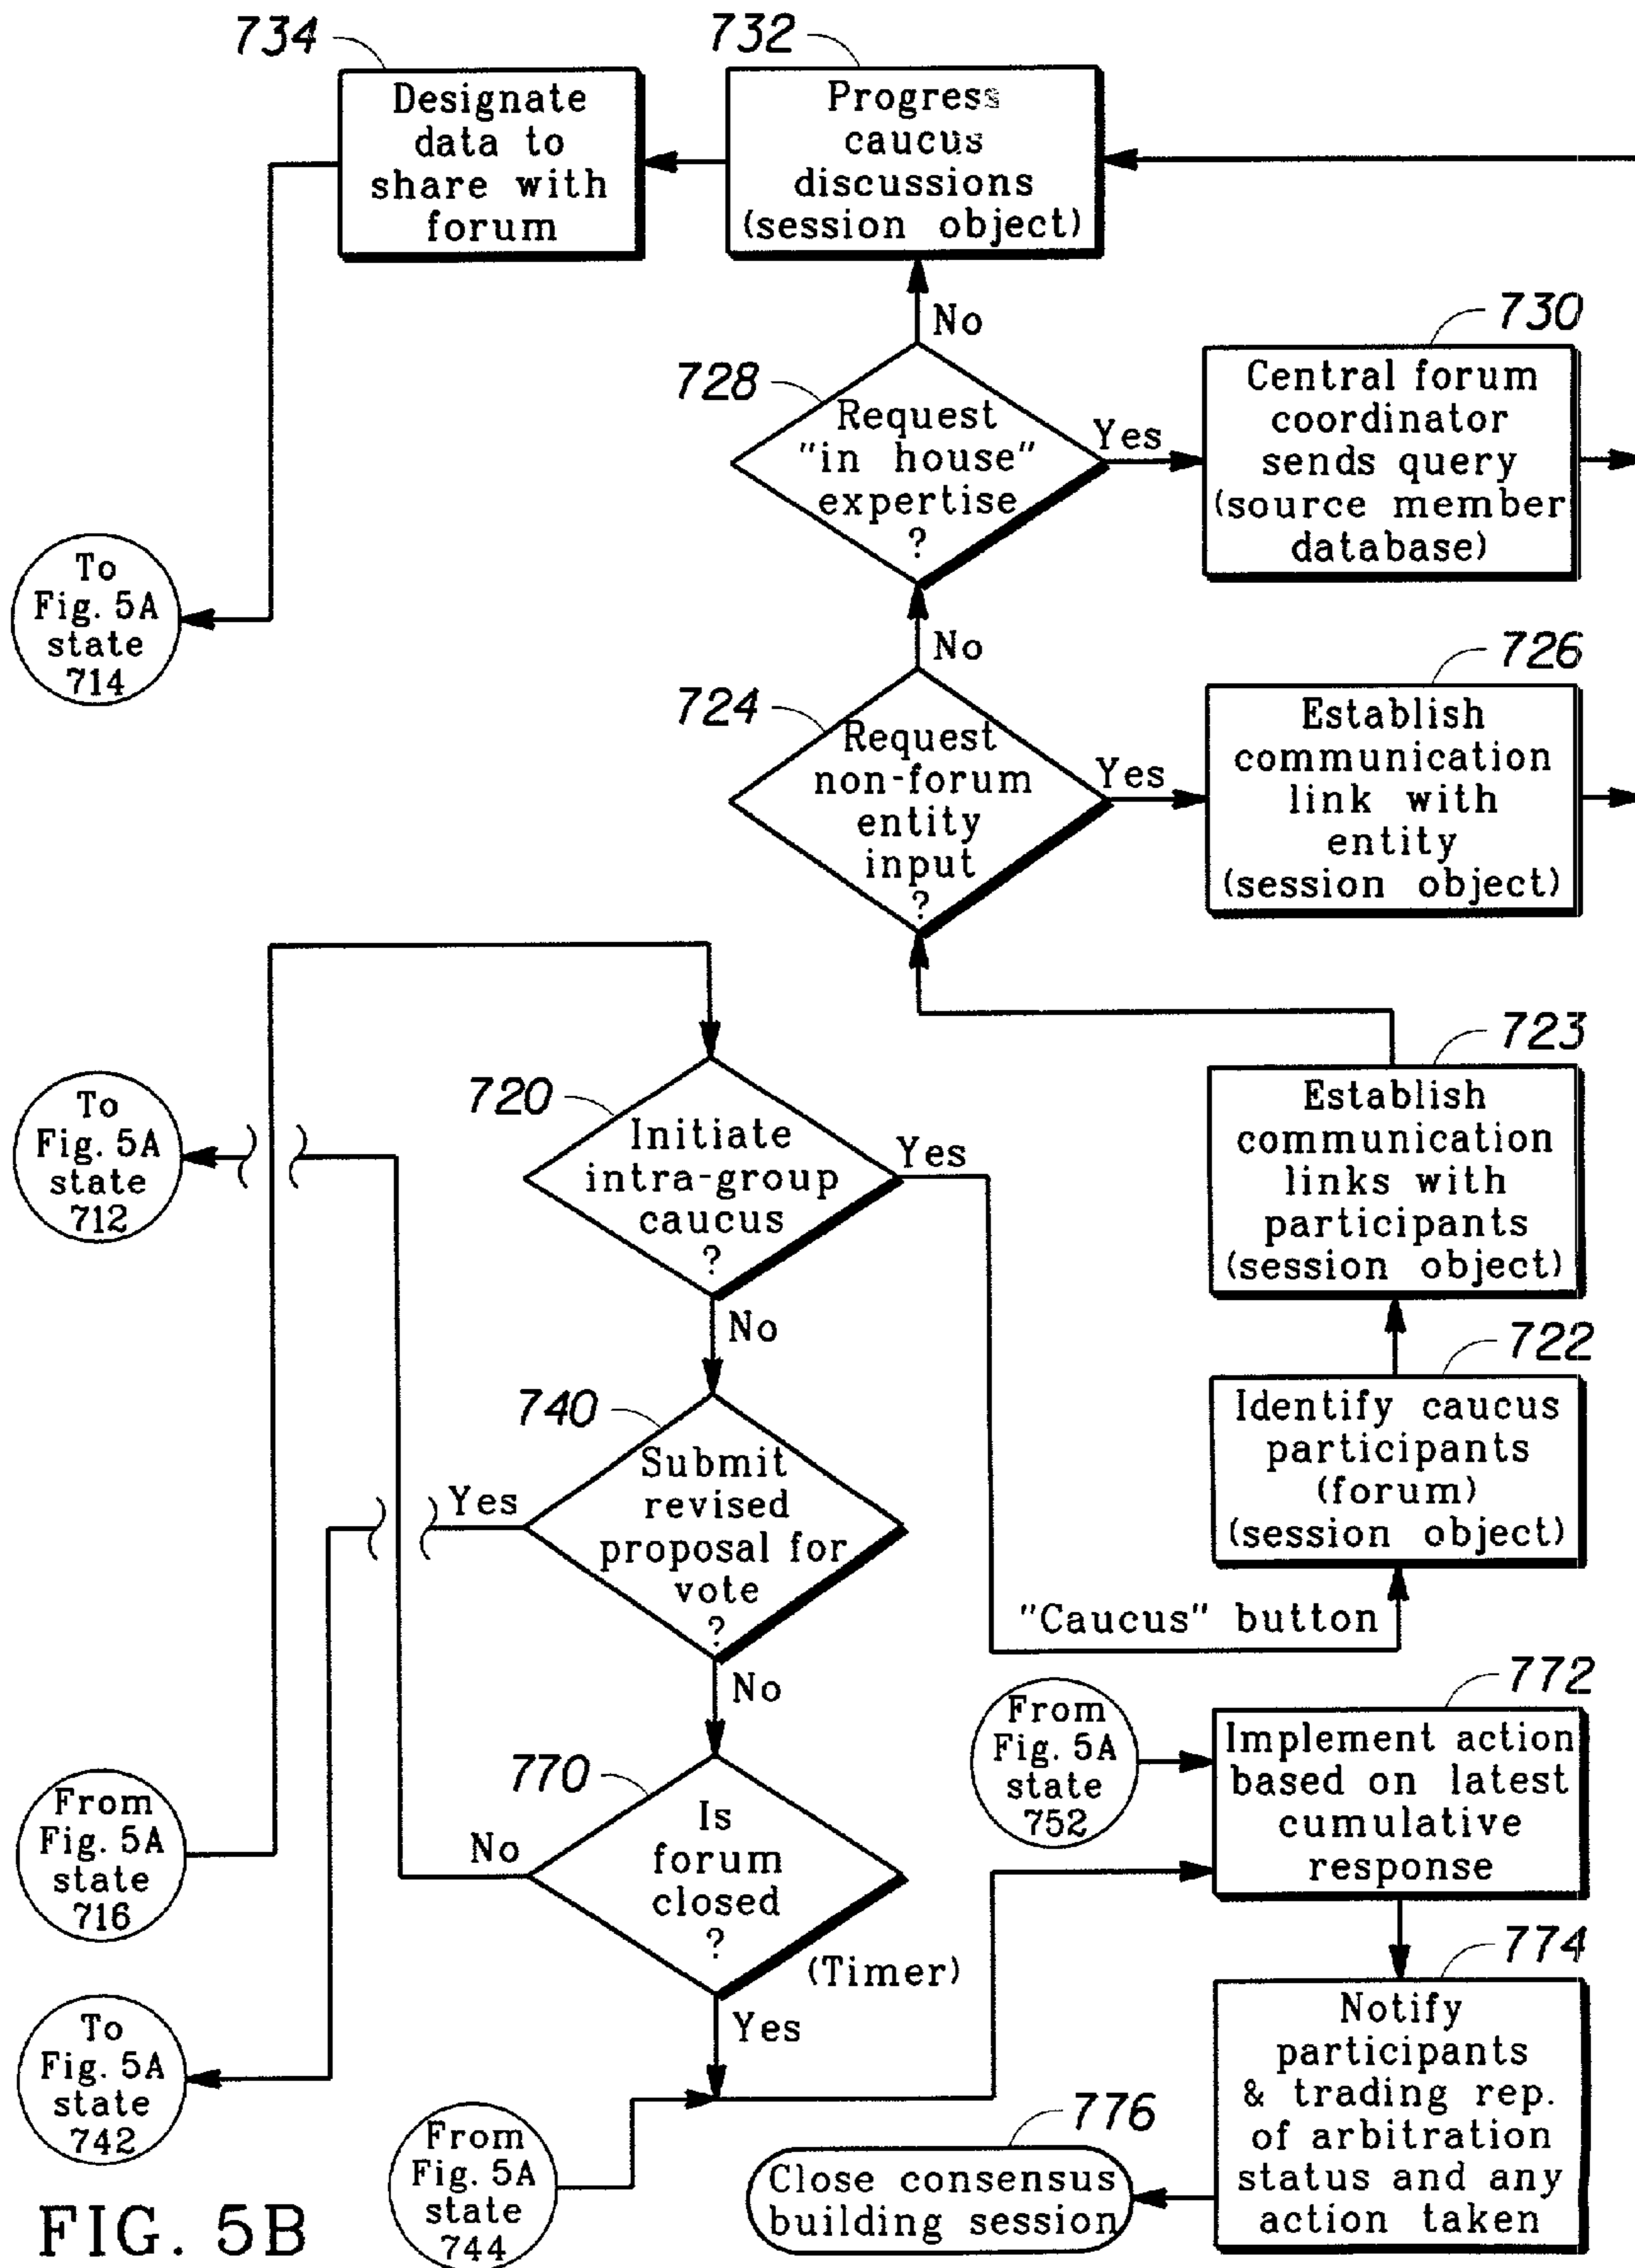 734
732
Designate
data to
share with
forum
Progress
caucus
discussions
(session object)
No
730
728
Request
"in house"
expertise
?
Yes
Central forum
coordinator
sends query
(source member
database)
To
Fig. 5A
state
714
No
726
724
Request
non-forum
entity
input
?
Yes
Establish
communication
link with
entity
(session object)
723
To
Fig. 5A
state
712
720
Initiate
intra-group
caucus
?
Yes
Establish
communication
links with
participants
(session object)
No
722
740
Submit
revised
proposal for
vote
?
Yes
Identify caucus
participants
(forum)
(session object)
"Caucus" button
No
772
From
Fig. 5A
state
752
Implement action
based on latest
cumulative
response
770
Is
forum
closed
?
No
(Timer)
Yes
From
Fig. 5A
state
716
774
Notify
participants
& trading rep.
of arbitration
status and any
action taken
To
Fig. 5A
state
742
776
Close consensus
building session
From
Fig. 5A
state
744
FIG. 5B